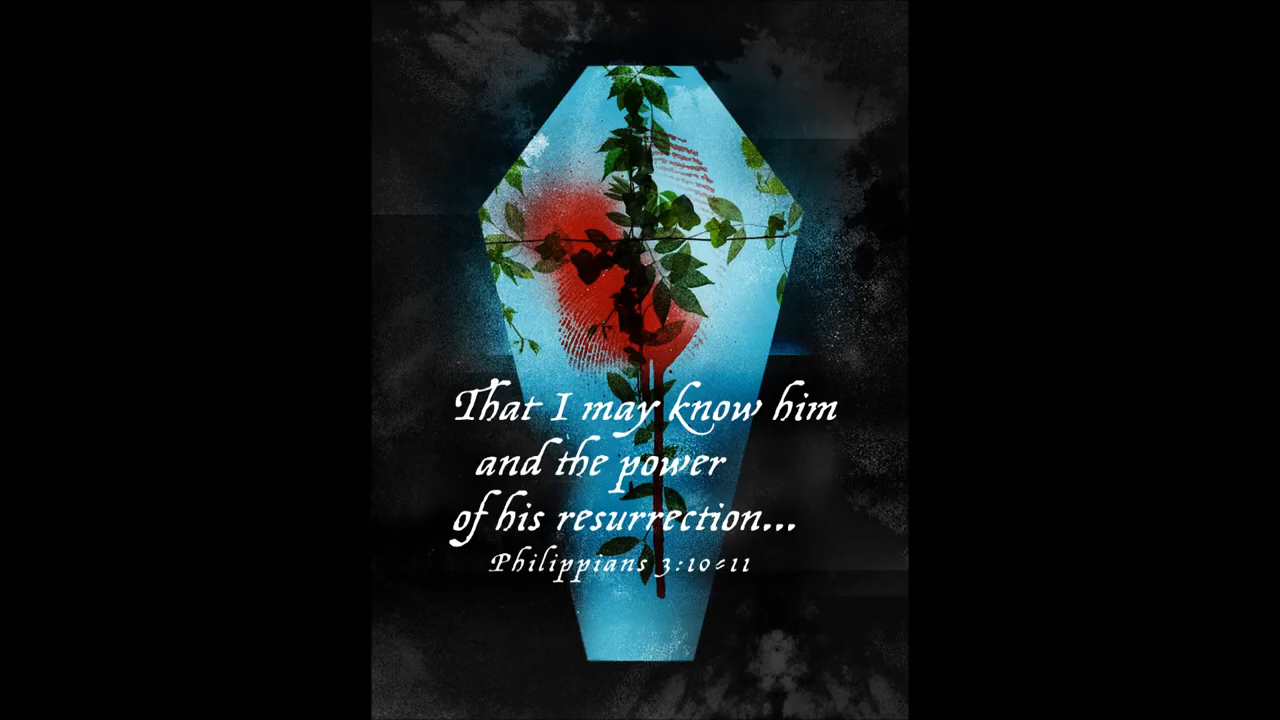 That I may know him
and the power
of his resurrection...
Philippians 3:10-11